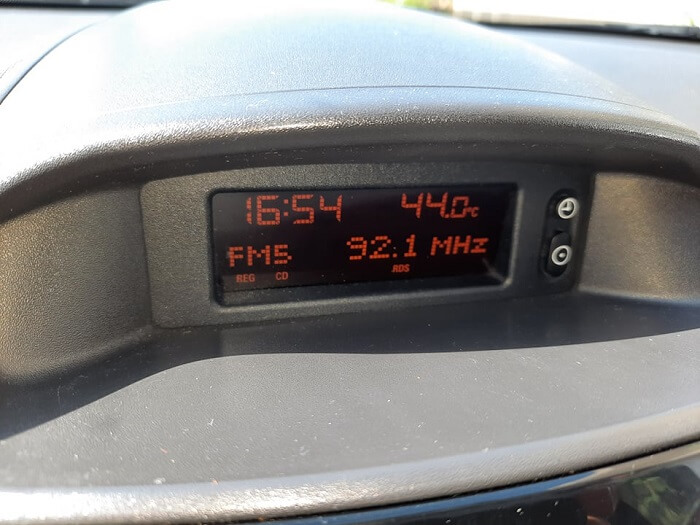 16:54 44.0°C
FM5 92.1 MHz
REG CD RDS